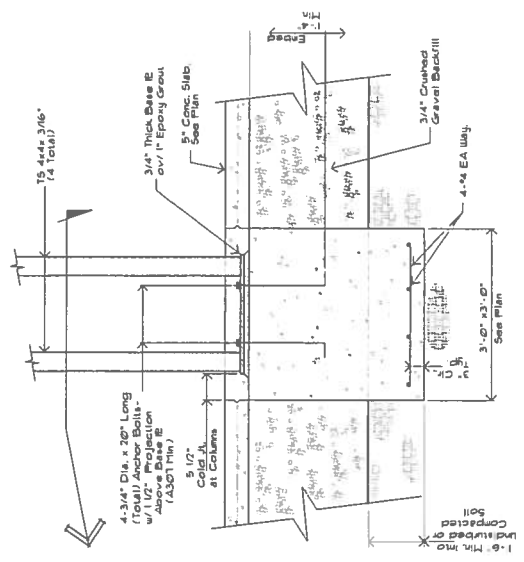 TS 4x4x 3/16"
(4 Total)
3/4" Thick Base PL
ov/ 1" Epoxy Grout
5" Conc. Slab
See Plan
Embed
3/4" Crushed
Gravel Backfill
4-#4 EA Way.
4-3/4" Dia. x 20" Long
(Total) Anchor Bolts-
w/ 1 1/2" Projection
Above Base PL
(A307 Min)
5 1/2"
Cold Jt.
at Columns
3" Clr.
3'-0" x3'-0"
See Plan
1'-6" Min. Into
Undisturbed or
Compacted
Soil